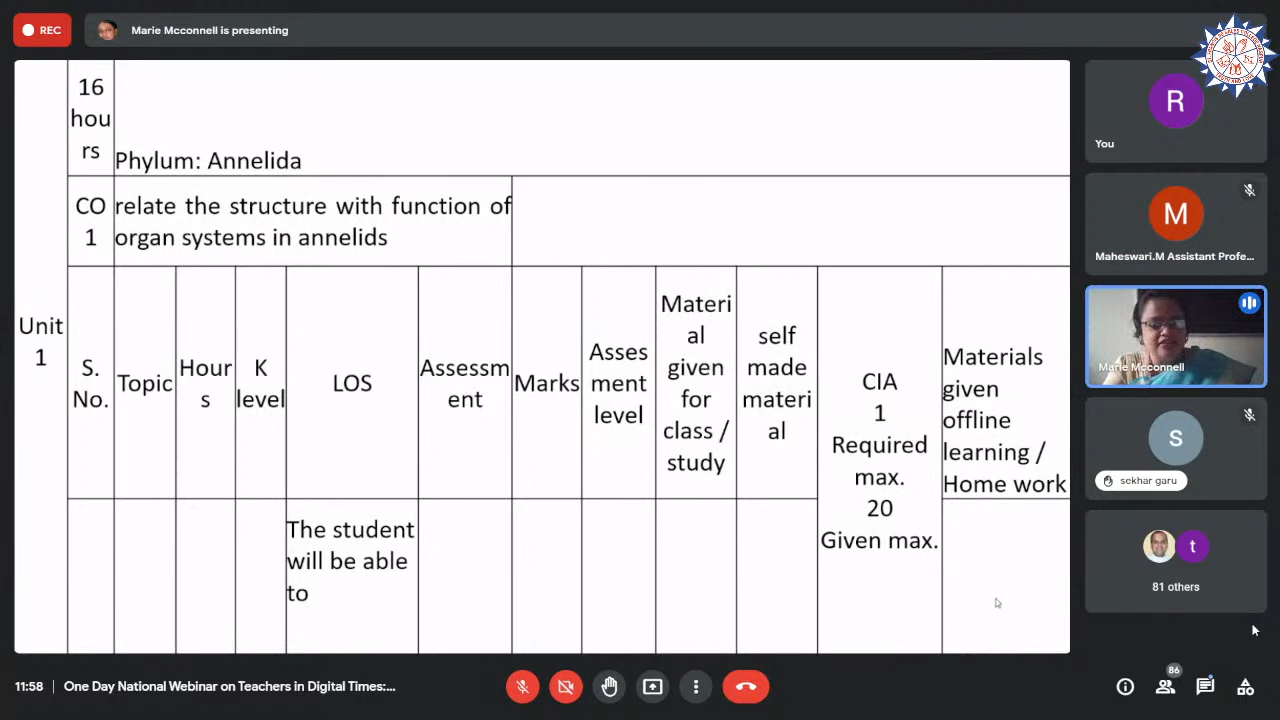 REC
Marie Mcconnell is presenting
16
hou
rs
Phylum: Annelida
CO
1
relate the structure with function of
organ systems in annelids
Unit
1
S.
No.
Topic
Hour
s
K
level
LOS
Assessm
ent
Marks
Asses
ment
level
Materi
al
given
for
class /
study
self
made
materi
al
CIA
1
Required
max.
20
Given max.
Materials
given
offline
learning /
Home work
The student
will be able
to
R
You
M
Maheswari.M Assistant Profe...
Marie Mcconnell
s
sekhar garu
t
81 others
11:58 | One Day National Webinar on Teachers in Digital Times:...
86